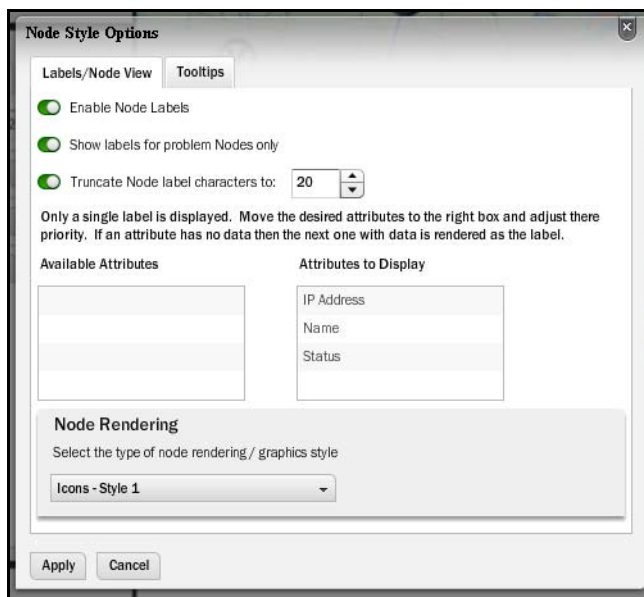 Node Style Options
Labels/Node View
Tooltips
Enable Node Labels
Show labels for problem Nodes only
Truncate Node label characters to: 20
Only a single label is displayed. Move the desired attributes to the right box and adjust there
priority. If an attribute has no data then the next one with data is rendered as the label.
Available Attributes
Attributes to Display
IP Address
Name
Status
Node Rendering
Select the type of node rendering / graphics style
Icons - Style 1
Apply
Cancel